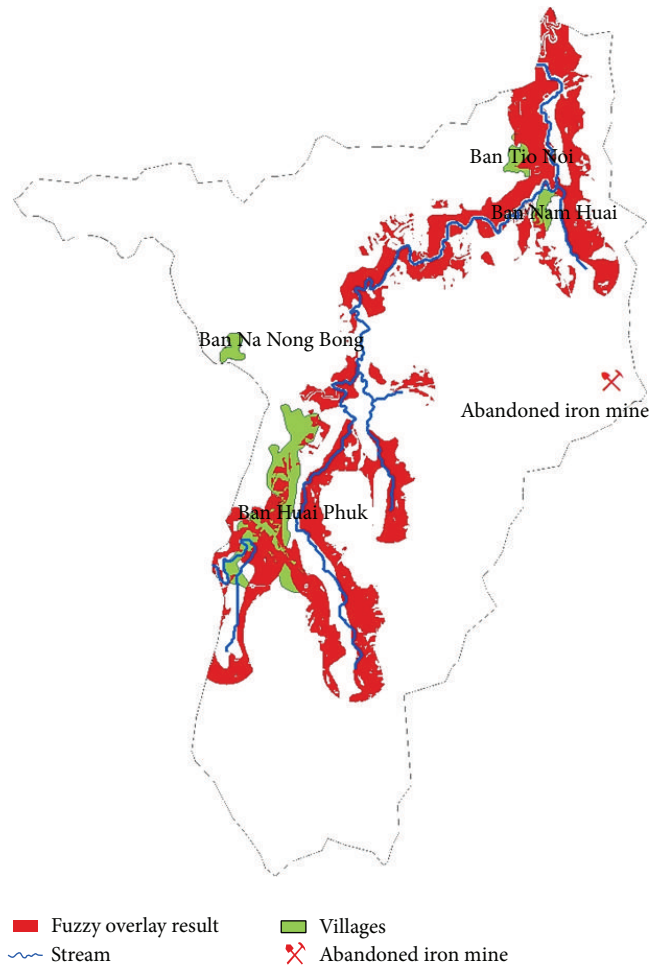 Ban Tio Noi
Ban Nam Huai
Ban Na Nong Bong
Abandoned iron mine
Ban Huai Phuk
Fuzzy overlay result
Villages
Stream
Abandoned iron mine